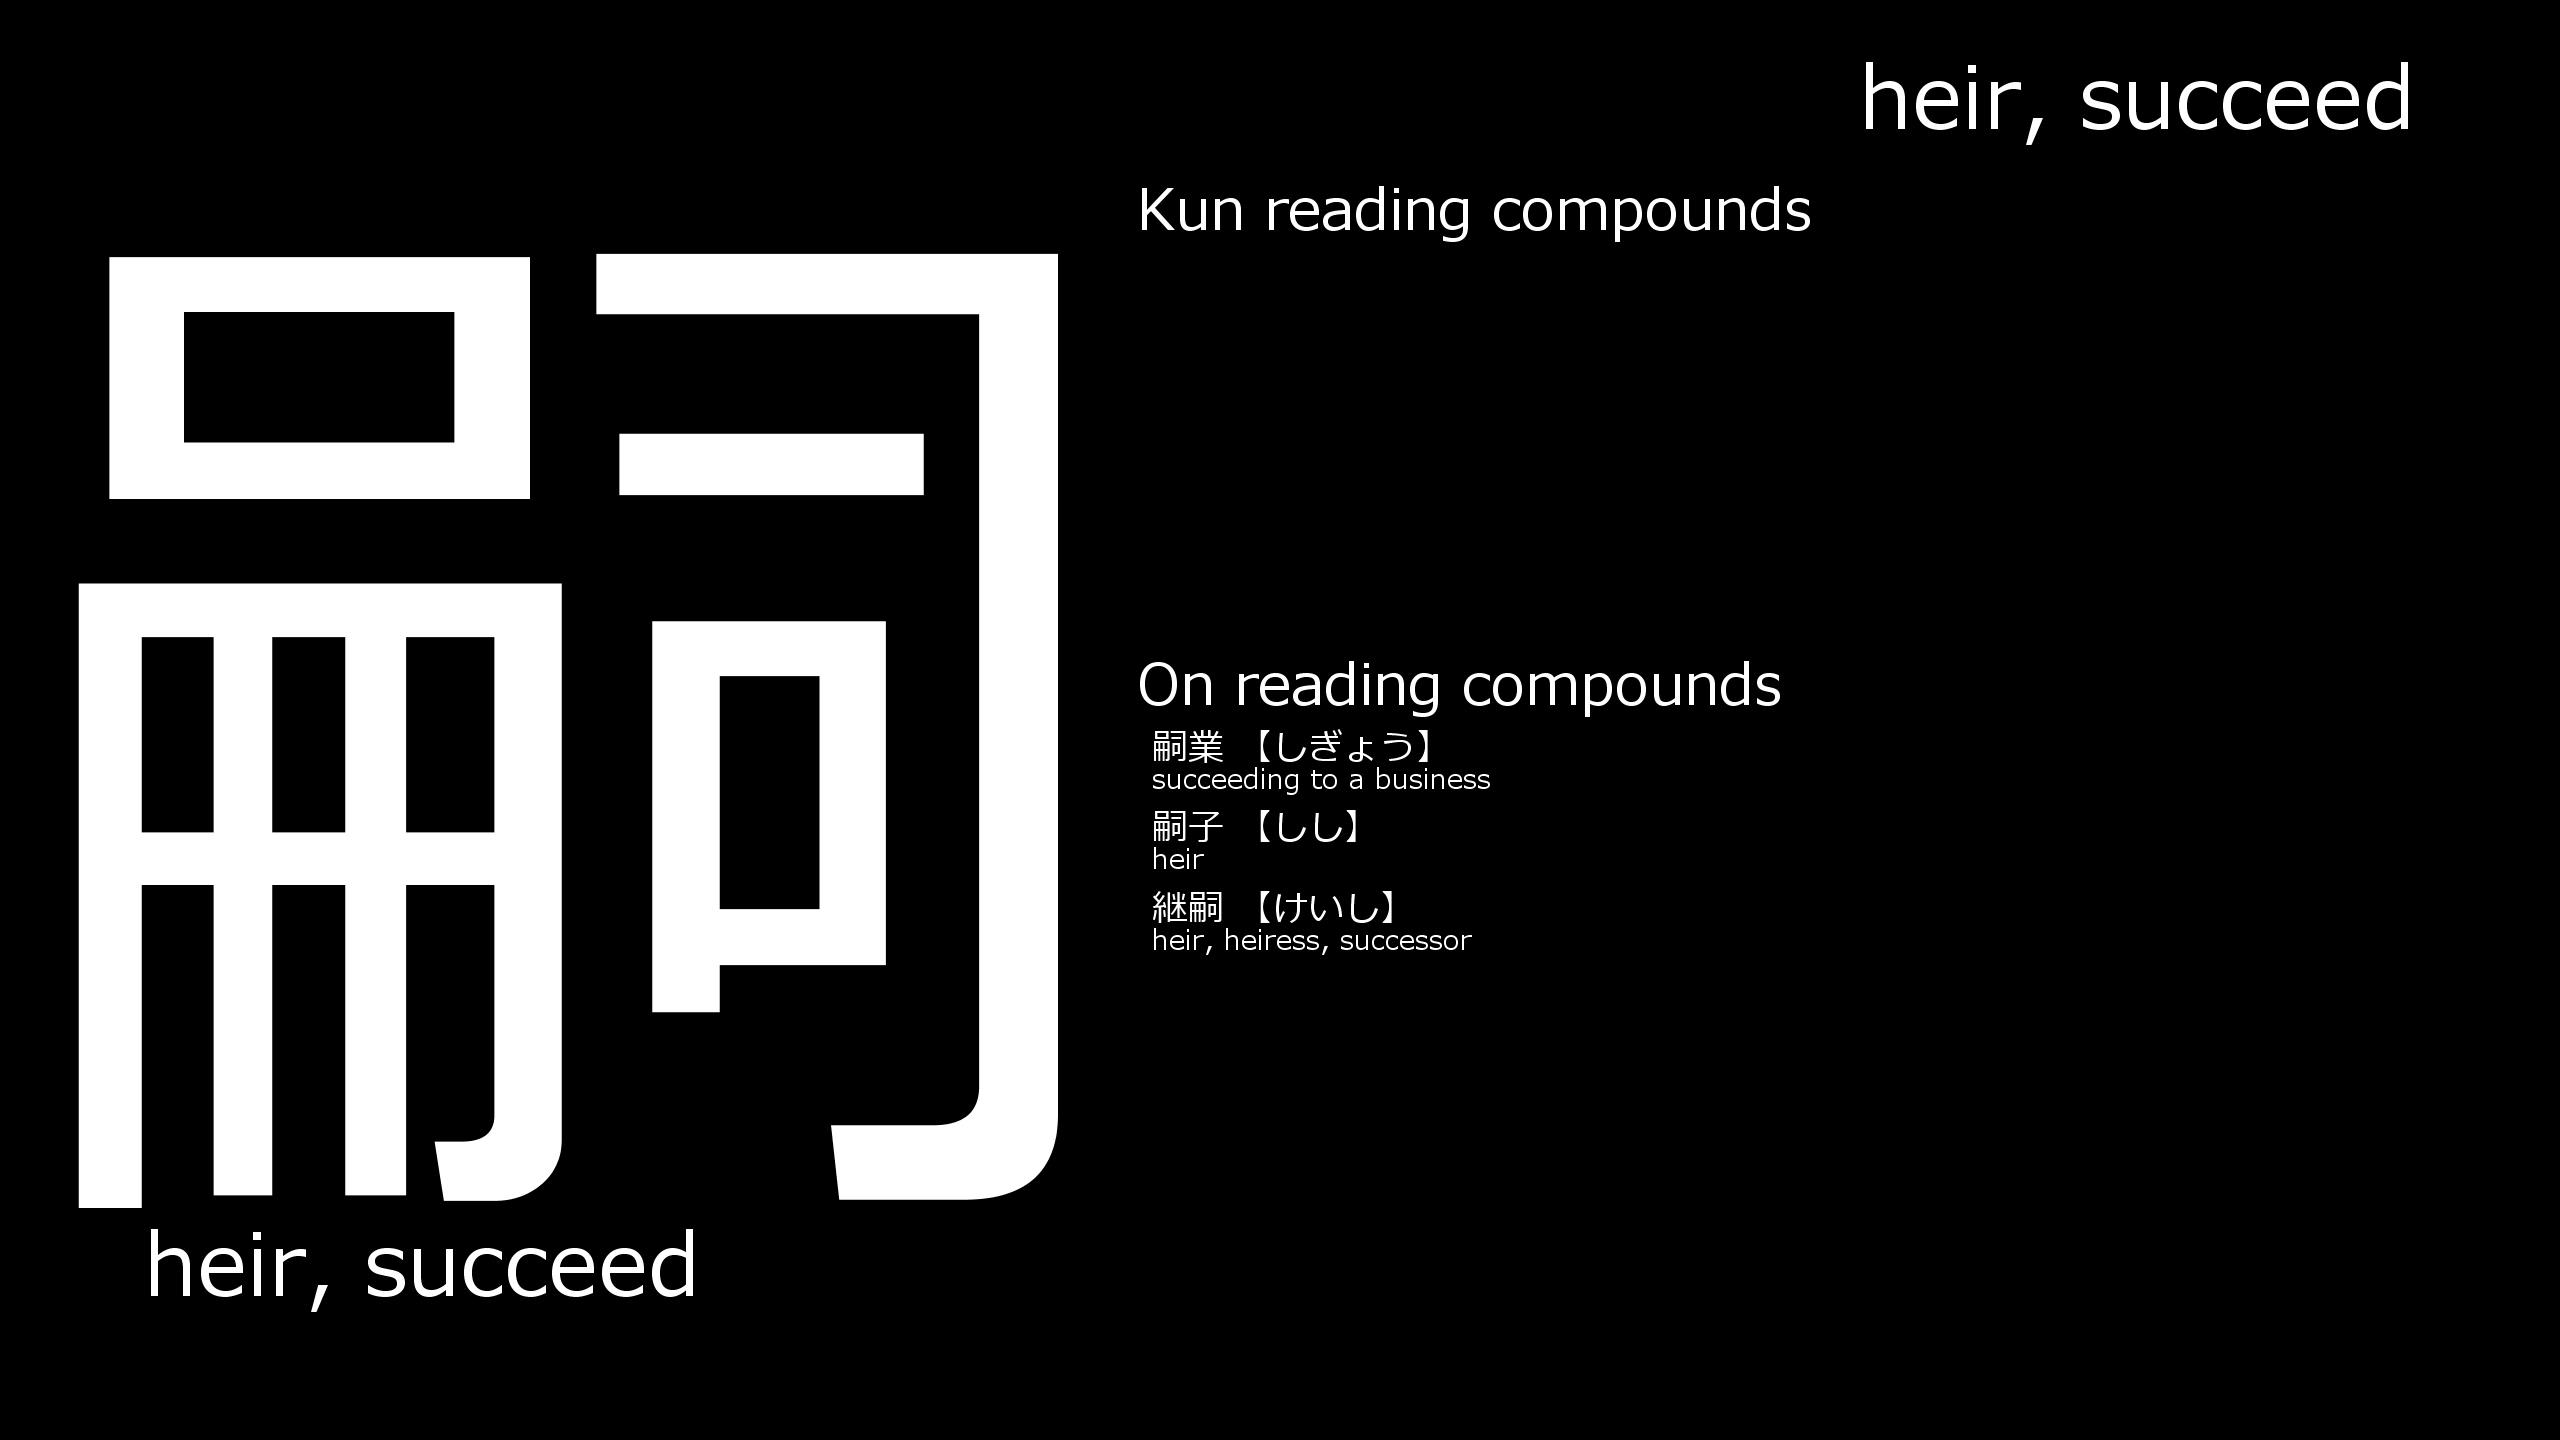 heir, succeed
嗣
heir, succeed
Kun reading compounds
On reading compounds
嗣業 【しぎょう】
succeeding to a business
嗣子 【しし】
heir
継嗣 【けいし】
heir, heiress, successor